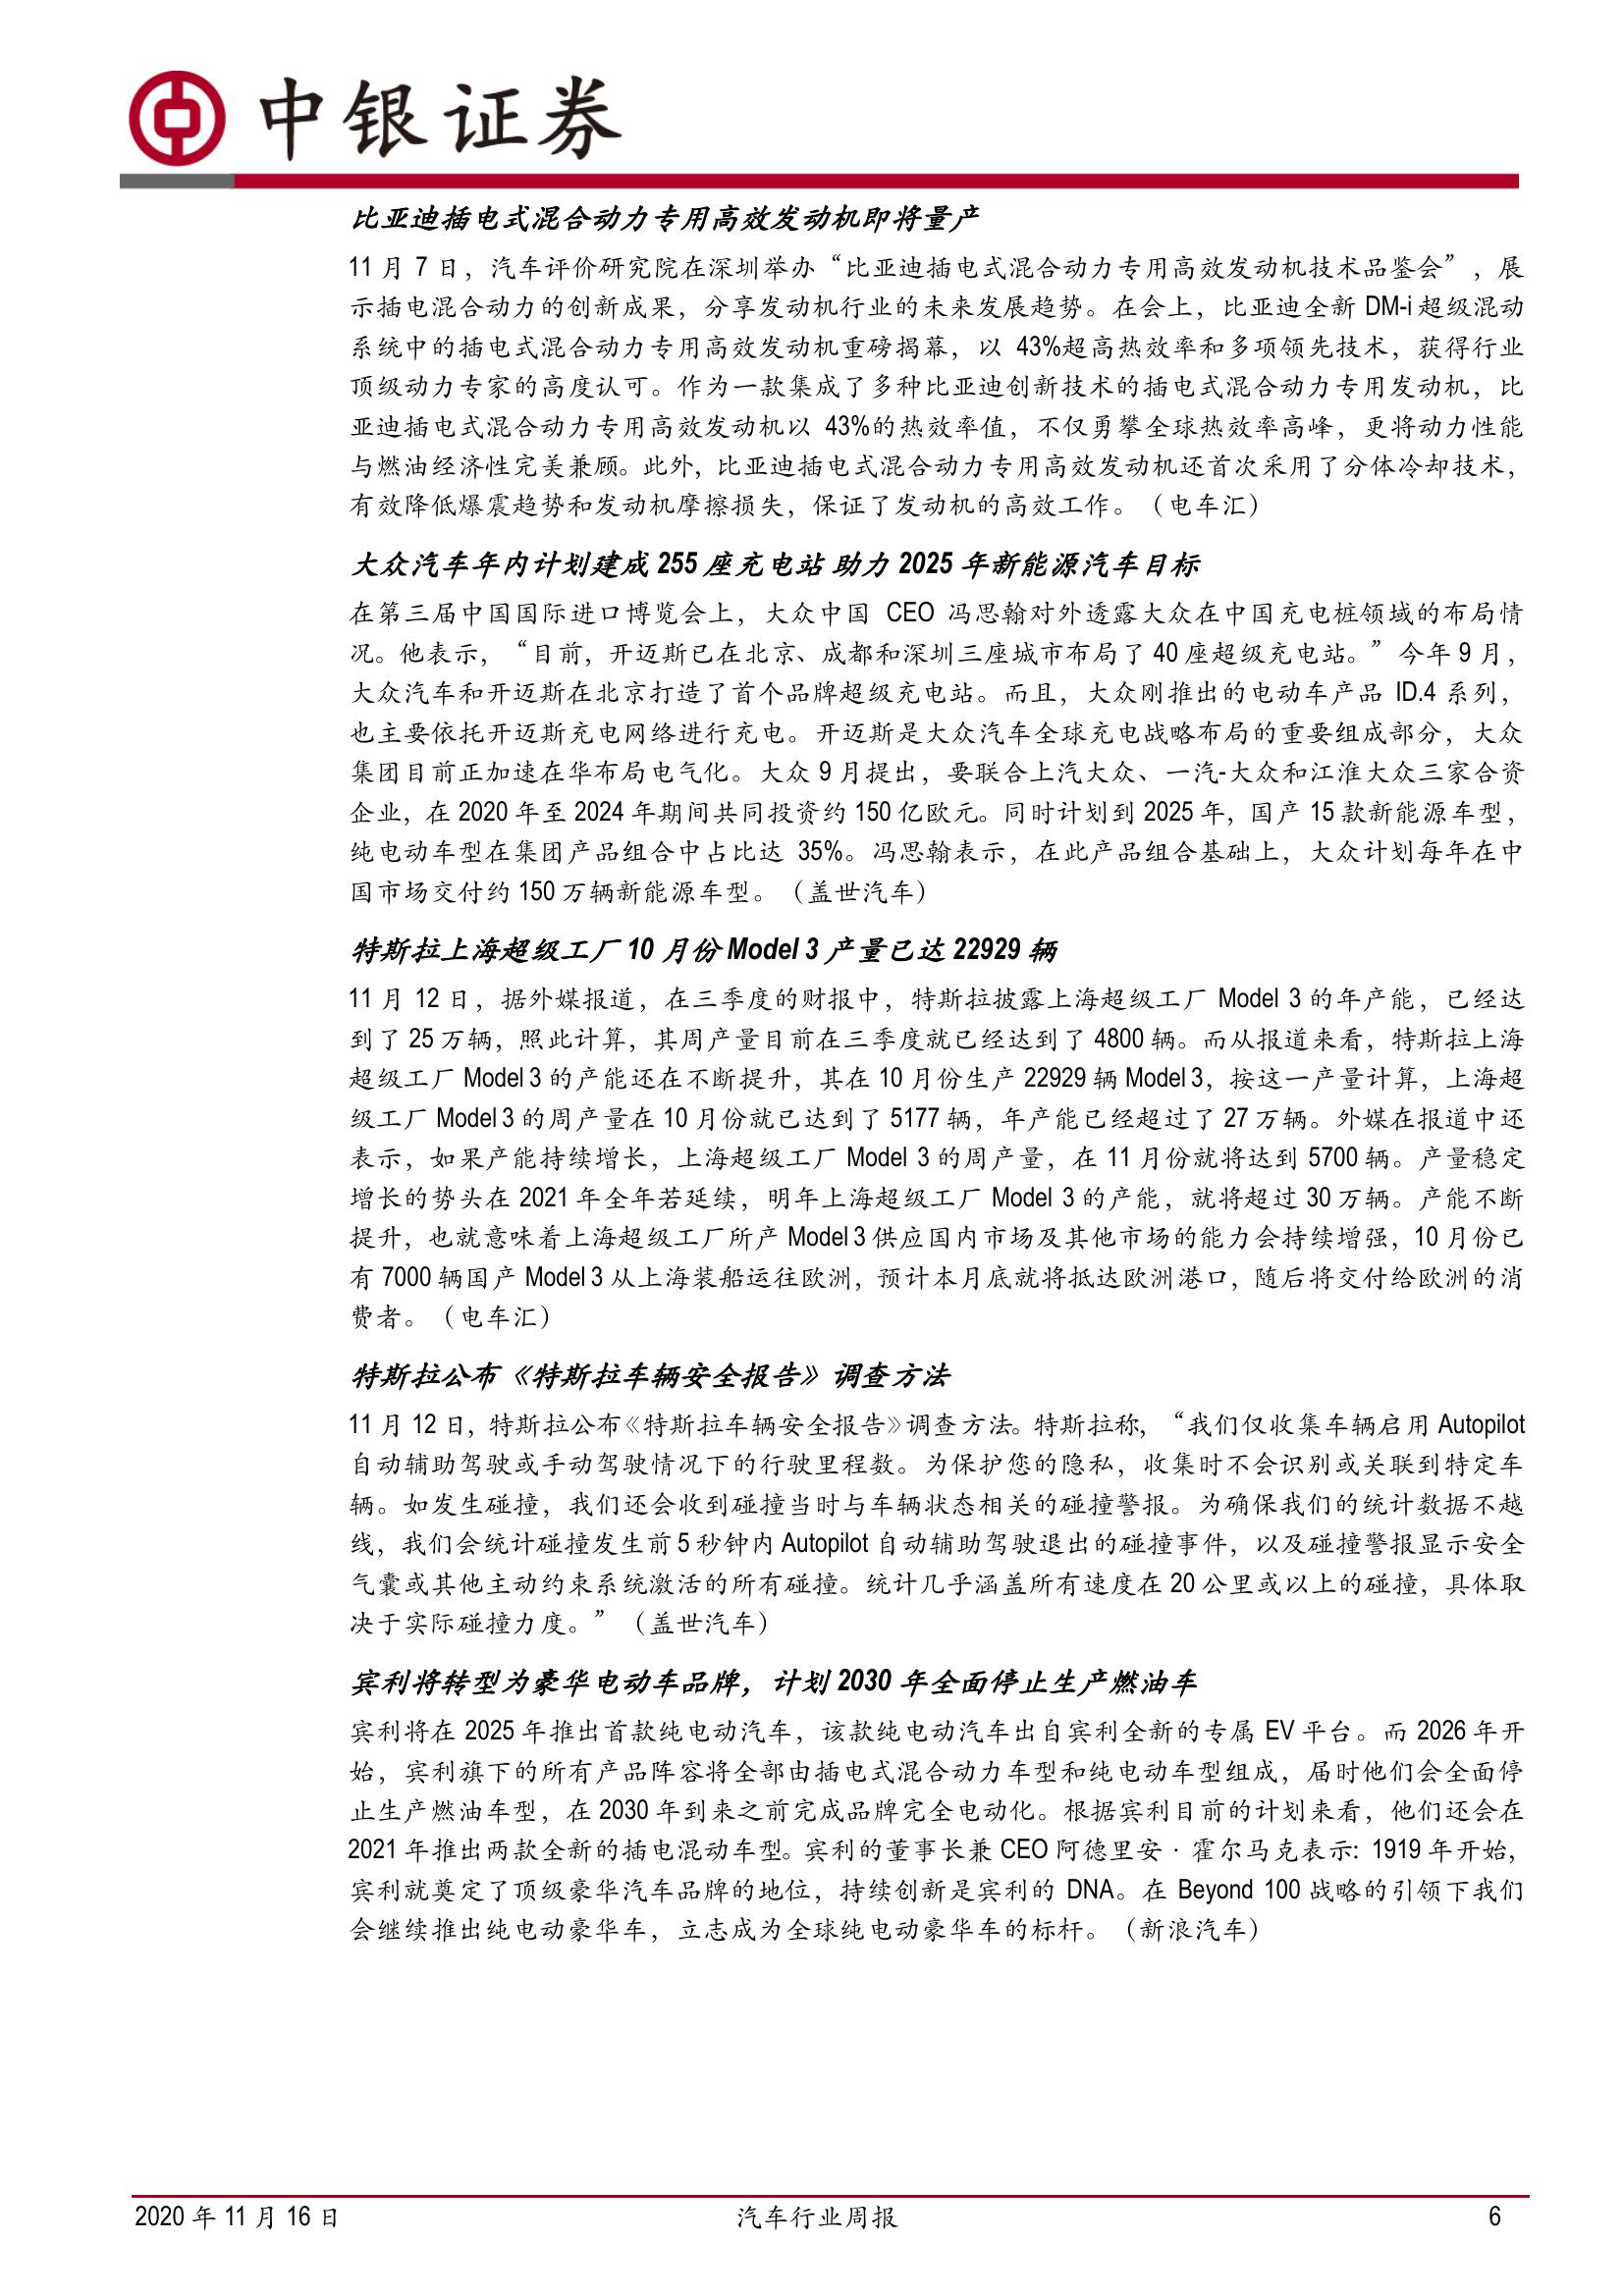 中银证券
比亚迪插电式混合动力专用高效发动机即将量产
11 月 7 日，汽车评价研究院在深圳举办“比亚迪插电式混合动力专用高效发动机技术品鉴会”，展
示插电混合动力的创新成果，分享发动机行业的未来发展趋势。在会上，比亚迪全新 DM-i 超级混动
系统中的插电式混合动力专用高效发动机重磅揭幕，以 43%超高热效率和多项领先技术，获得行业
顶级动力专家的高度认可。作为一款集成了多种比亚迪创新技术的插电式混合动力专用发动机，比
亚迪插电式混合动力专用高效发动机以 43%的热效率值，不仅勇攀全球热效率高峰，更将动力性能
与燃油经济性完美兼顾。此外，比亚迪插电式混合动力专用高效发动机还首次采用了分体冷却技术，
有效降低爆震趋势和发动机摩擦损失，保证了发动机的高效工作。（电车汇）
大众汽车年内计划建成 255 座充电站 助力 2025 年新能源汽车目标
在第三届中国国际进口博览会上，大众中国 CEO 冯思翰对外透露大众在中国充电桩领域的布局情
况。他表示，“目前，开迈斯已在北京、成都和深圳三座城市布局了 40 座超级充电站。”今年 9 月，
大众汽车和开迈斯在北京打造了首个品牌超级充电站。而且，大众刚推出的电动车产品 ID.4 系列，
也主要依托开迈斯充电网络进行充电。开迈斯是大众汽车全球充电战略布局的重要组成部分，大众
集团目前正加速在华布局电气化。大众 9 月提出，要联合上汽大众、一汽-大众和江淮大众三家合资
企业，在 2020 年至 2024 年期间共同投资约 150 亿欧元。同时计划到 2025 年，国产 15 款新能源车型，
纯电动车型在集团产品组合中占比达 35%。冯思翰表示，在此产品组合基础上，大众计划每年在中
国市场交付约 150 万辆新能源车型。（盖世汽车）
特斯拉上海超级工厂 10 月份 Model 3 产量已达 22929 辆
11 月 12 日，据外媒报道，在三季度的财报中，特斯拉披露上海超级工厂 Model 3 的年产能，已经达
到了 25 万辆，照此计算，其周产量目前在三季度就已经达到了 4800 辆。而从报道来看，特斯拉上海
超级工厂 Model 3 的产能还在不断提升，其在 10 月份生产 22929 辆 Model 3，按这一产量计算，上海超
级工厂 Model 3 的周产量在 10 月份就已达到了 5177 辆，年产能已经超过了 27 万辆。外媒在报道中还
表示，如果产能持续增长，上海超级工厂 Model 3 的周产量，在 11 月份就将达到 5700 辆。产量稳定
增长的势头在 2021 年全年若延续，明年上海超级工厂 Model 3 的产能，就将超过 30 万辆。产能不断
提升，也就意味着上海超级工厂所产 Model 3 供应国内市场及其他市场的能力会持续增强，10 月份已
有 7000 辆国产 Model 3 从上海装船运往欧洲，预计本月底就将抵达欧洲港口，随后将交付给欧洲的消
费者。（电车汇）
特斯拉公布《特斯拉车辆安全报告》调查方法
11 月 12 日，特斯拉公布《特斯拉车辆安全报告》调查方法。特斯拉称，“我们仅收集车辆启用 Autopilot
自动辅助驾驶或手动驾驶情况下的行驶里程数。为保护您的隐私，收集时不会识别或关联到特定车
辆。如发生碰撞，我们还会收到碰撞当时与车辆状态相关的碰撞警报。为确保我们的统计数据不越
线，我们会统计碰撞发生前 5 秒钟内 Autopilot 自动辅助驾驶退出的碰撞事件，以及碰撞警报显示安全
气囊或其他主动约束系统激活的所有碰撞。统计几乎涵盖所有速度在 20 公里或以上的碰撞，具体取
决于实际碰撞力度。”（盖世汽车）
宾利将转型为豪华电动车品牌，计划 2030 年全面停止生产燃油车
宾利将在 2025 年推出首款纯电动汽车，该款纯电动汽车出自宾利全新的专属 EV 平台。而 2026 年开
始，宾利旗下的所有产品阵容将全部由插电式混合动力车型和纯电动车型组成，届时他们会全面停
止生产燃油车型，在 2030 年到来之前完成品牌完全电动化。根据宾利目前的计划来看，他们还会在
2021 年推出两款全新的插电混动车型。宾利的董事长兼 CEO 阿德里安·霍尔马克表示: 1919 年开始，
宾利就奠定了顶级豪华汽车品牌的地位，持续创新是宾利的 DNA。在 Beyond 100 战略的引领下我们
会继续推出纯电动豪华车，立志成为全球纯电动豪华车的标杆。（新浪汽车）
2020 年 11 月 16 日 汽车行业周报 6